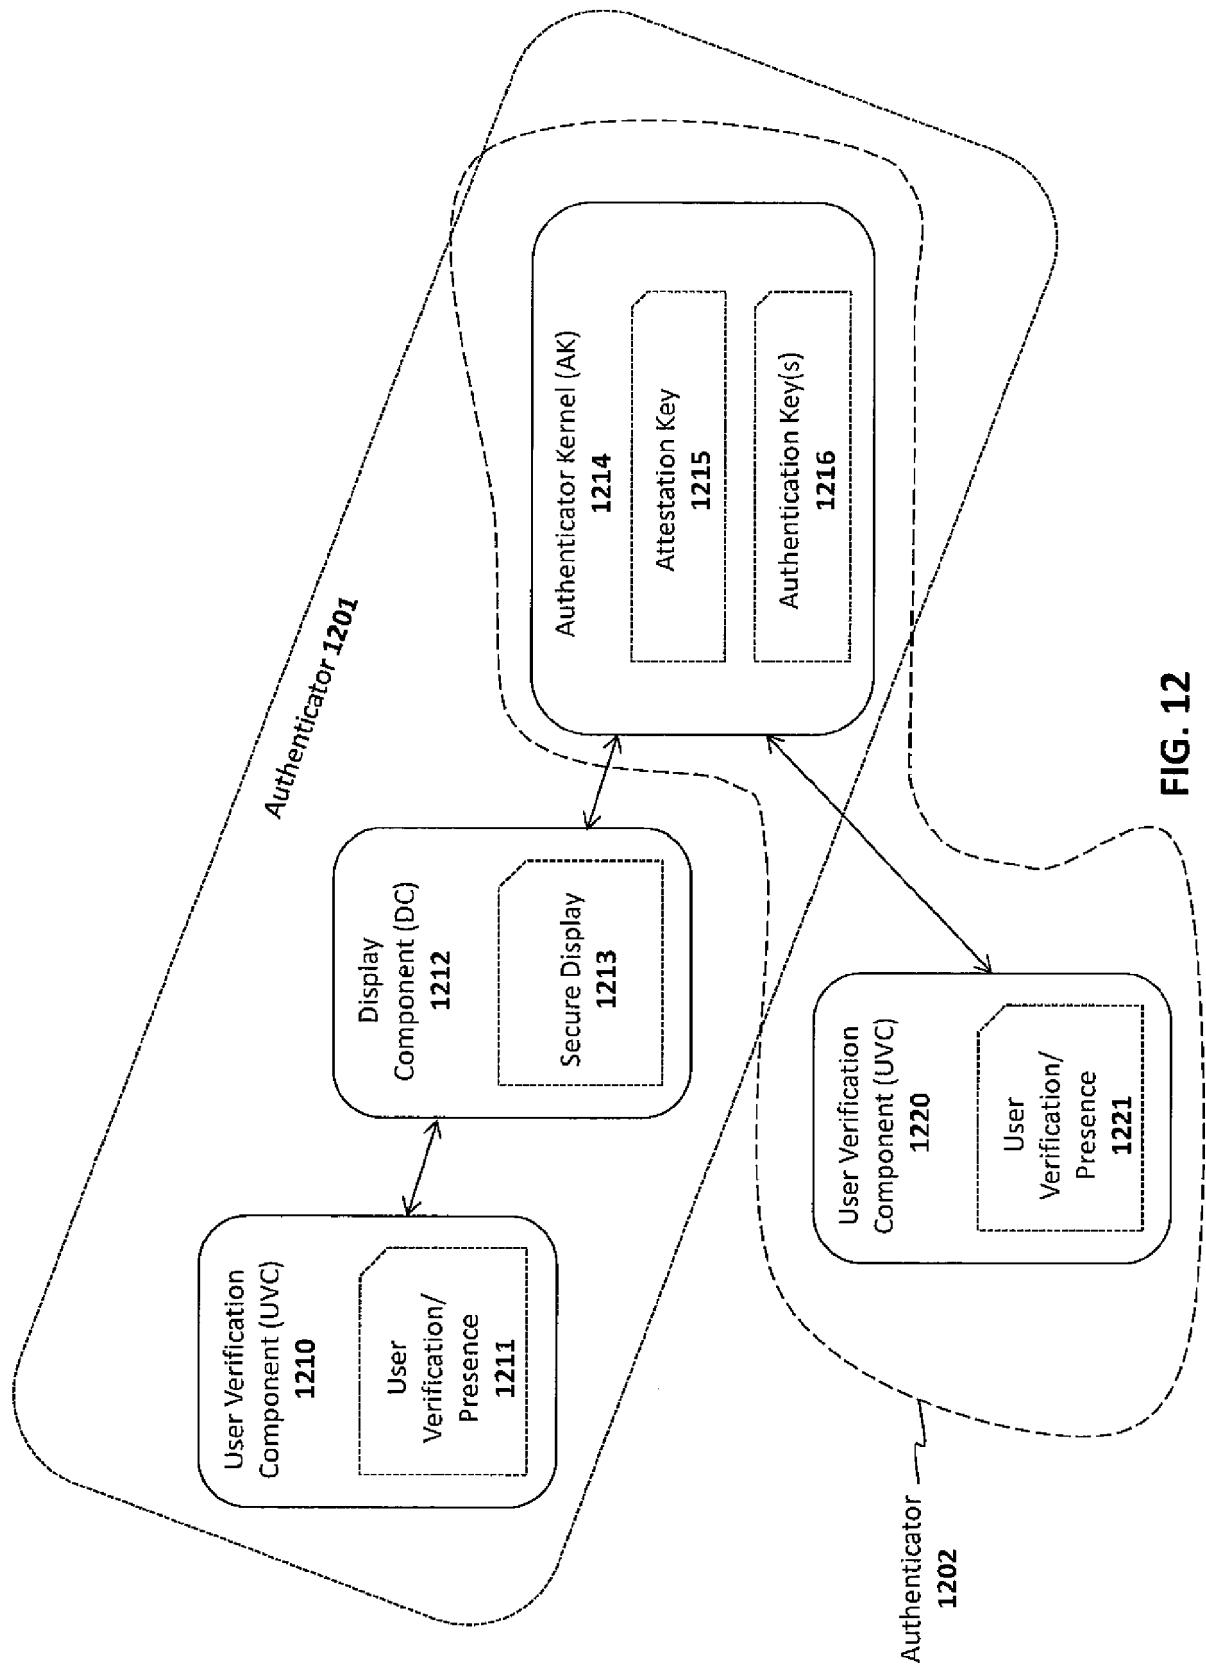 Authenticator 1201
User Verification
Component (UVC)
1210
User
Verification/
Presence
1211
Display
Component (DC)
1212
Secure Display
1213
Authenticator Kernel (AK)
1214
Attestation Key
1215
Authentication Key(s)
1216
User Verification
Component (UVC)
1220
User
Verification/
Presence
1221
Authenticator
1202
FIG. 12